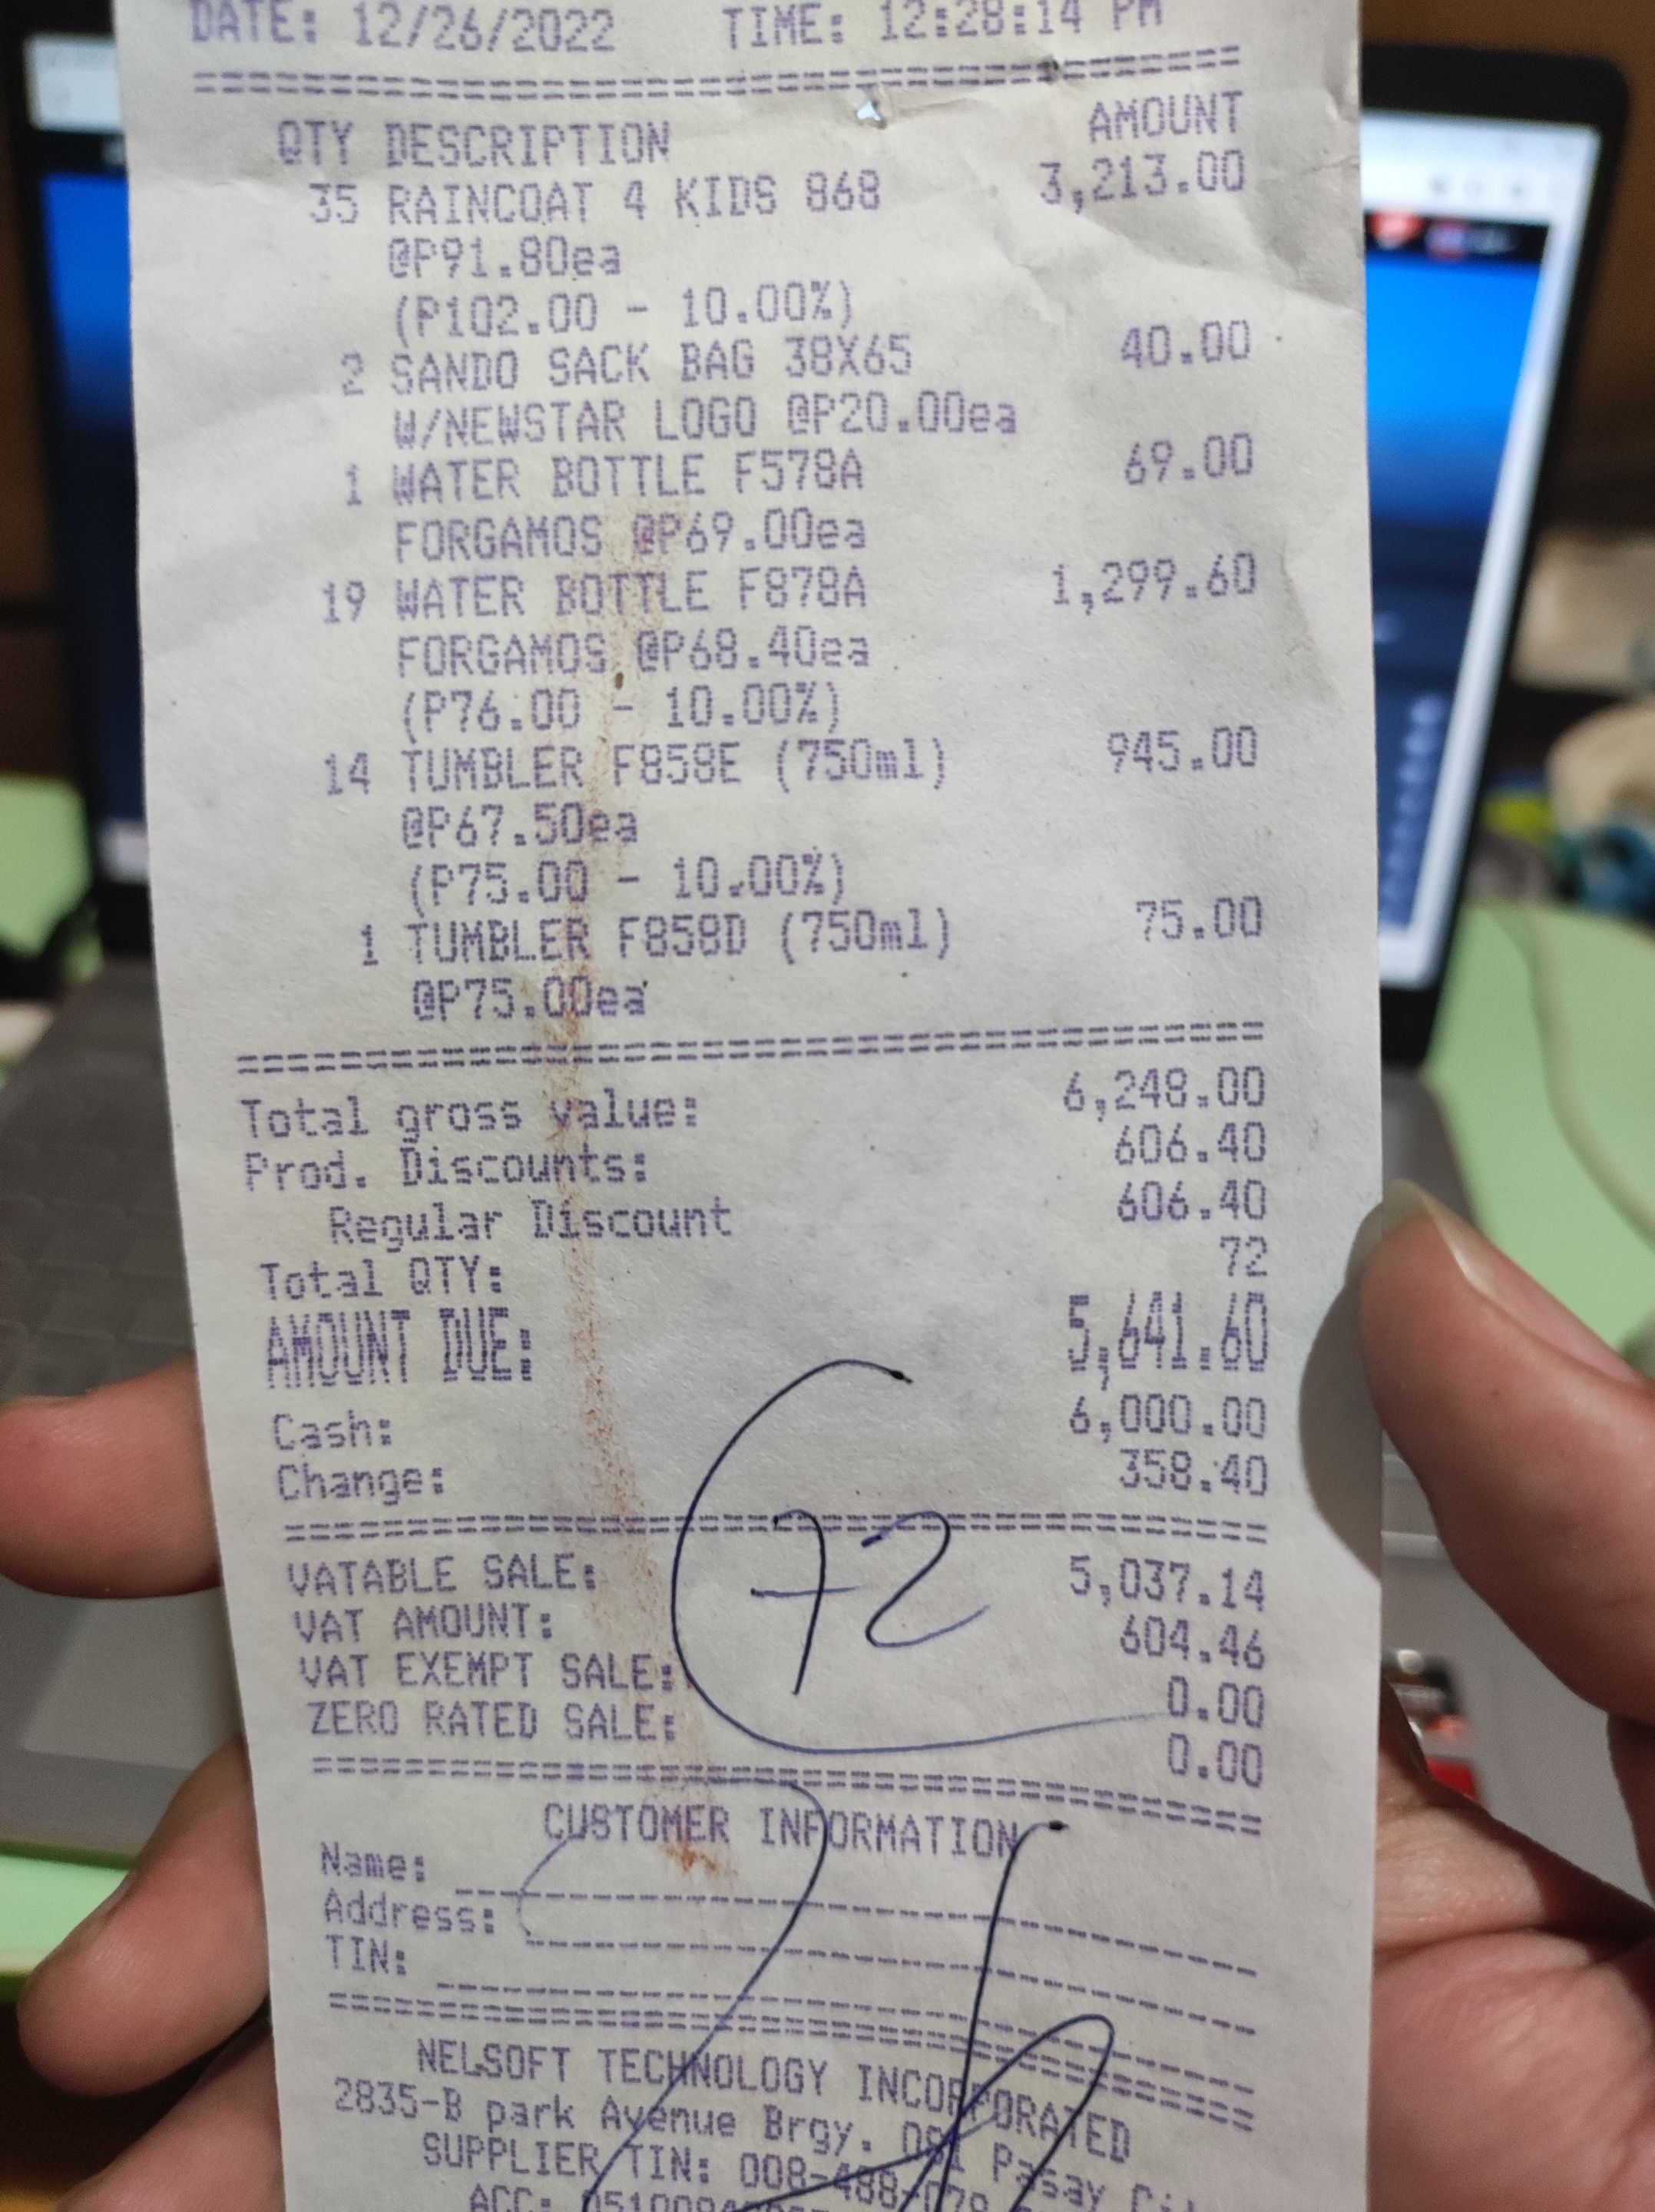 DATE: 12/26/2022 TIME: 12:28:14 PM
QTY DESCRIPTION AMOUNT
35 RAINCOAT 4 KIDS 868 3,213.00
@P91.80ea
(P102.00 - 10.00%)
2 SANDO SACK BAG 38X65 40.00
W/NEWSTAR LOGO @P20.00ea
1 WATER BOTTLE F578A 69.00
FORGAMOS @P69.00ea
19 WATER BOTTLE F878A 1,299.60
FORGAMOS @P68.40ea
(P76.00 - 10.00%)
14 TUMBLER F858E (750ml) 945.00
@P67.50ea
(P75.00 - 10.00%)
1 TUMBLER F858D (750ml) 75.00
@P75.00ea
Total gross value: 6,248.00
Prod. Discounts: 606.40
Regular Discount 606.40
Total QTY: 72
AMOUNT DUE: 5,641.60
Cash: 6,000.00
Change: 358.40
72
VATABLE SALE: 5,037.14
VAT AMOUNT: 604.46
VAT EXEMPT SALE: 0.00
ZERO RATED SALE: 0.00
CUSTOMER INFORMATION
Name:
Address:
TIN:
NELSOFT TECHNOLOGY INCORPORATED
2835-B park Avenue Brgy. Pasay
SUPPLIER TIN: 008-488-
ACC: